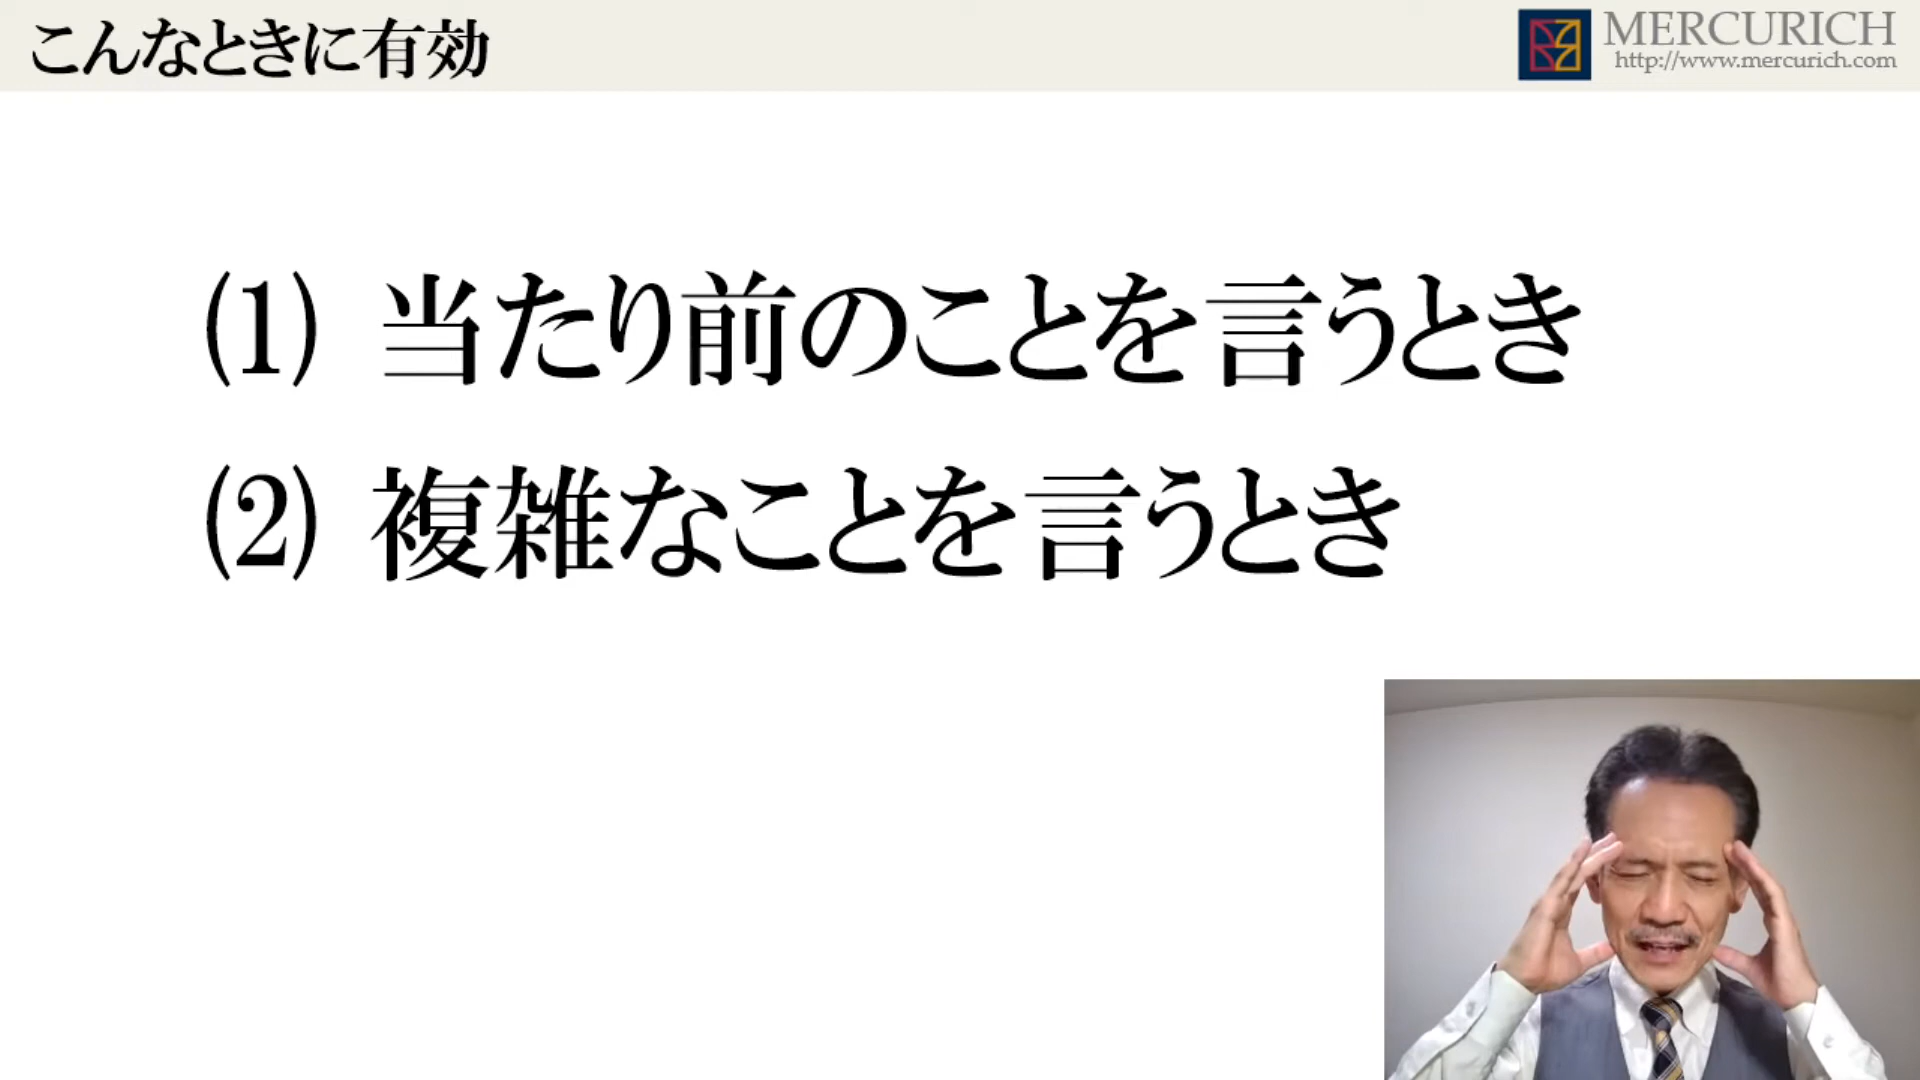 こんなときに有効
MERCURICH
http://www.mercurich.com
(1) 当たり前のことを言うとき
(2) 複雑なことを言うとき